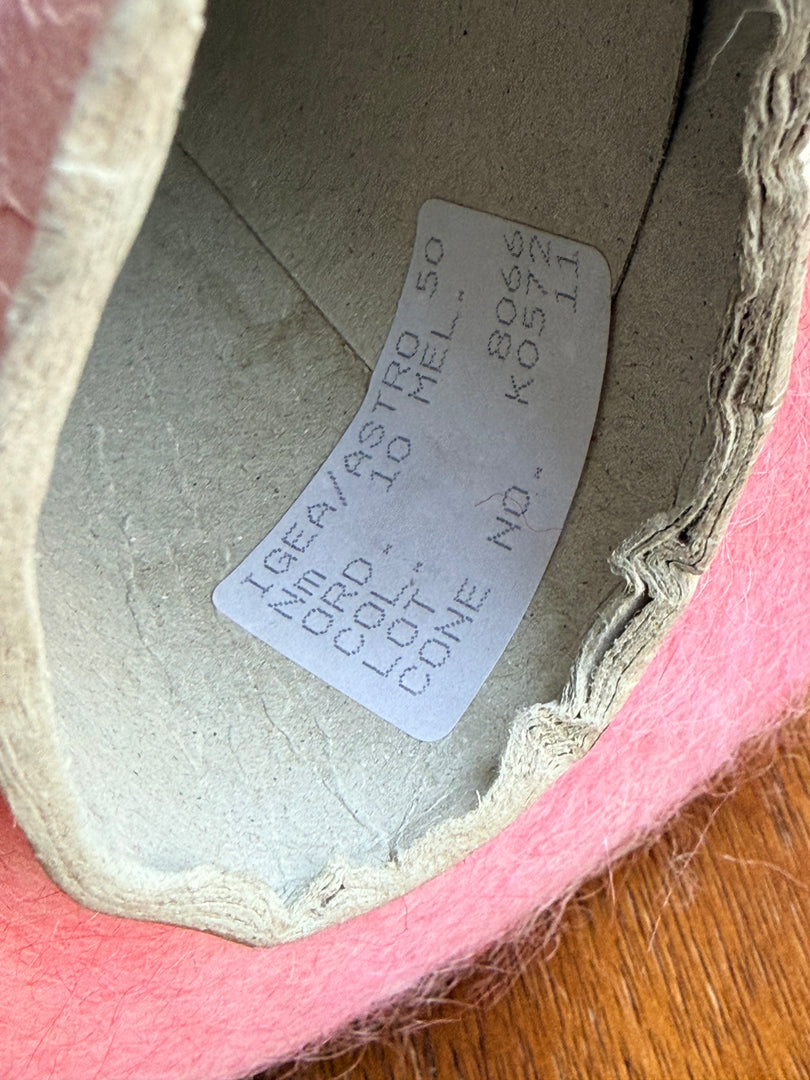 IGEA/ASTRO 50
Nm 10 MEL.
ORD.
COL. 8066
LOT. K0572
CONE NO. 11